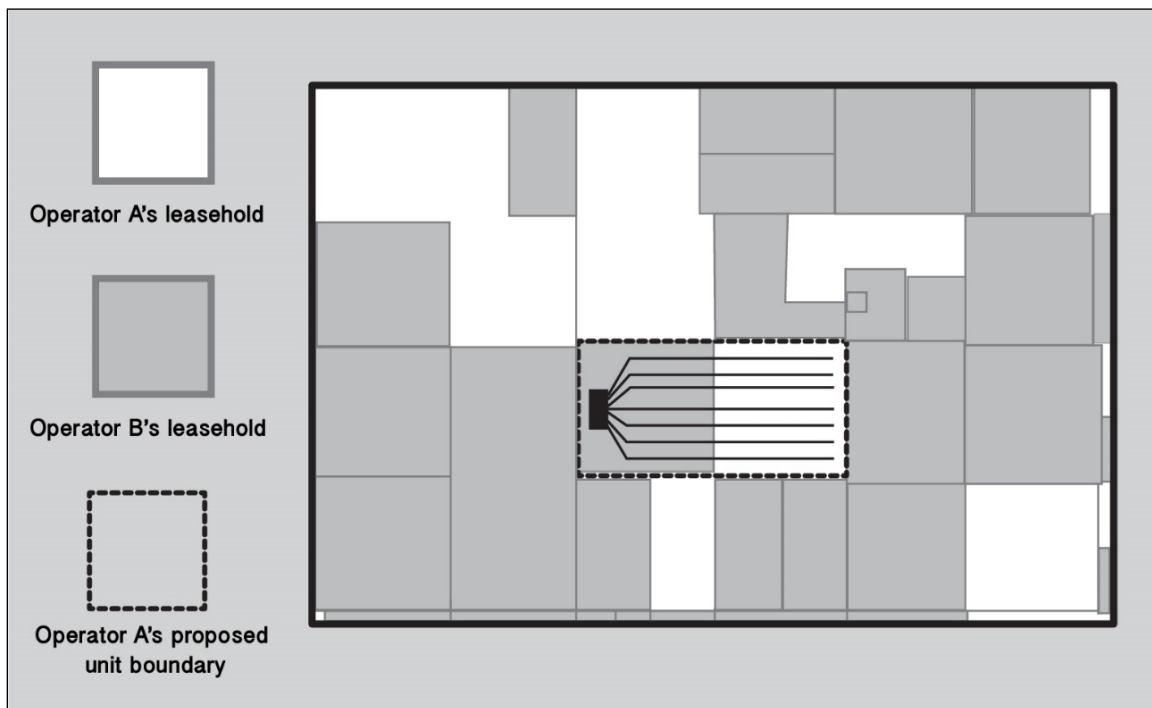 Operator A's leasehold
Operator B's leasehold
Operator A's proposed
unit boundary